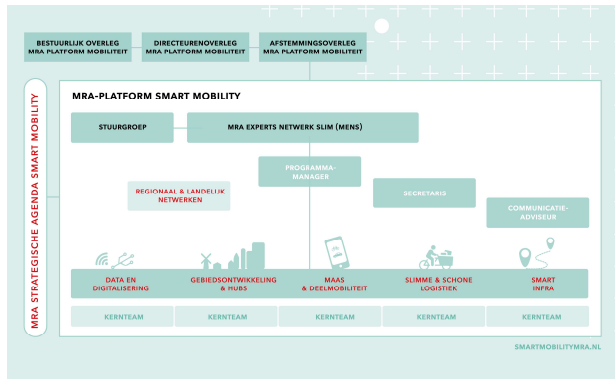 BESTUURLIJK OVERLEG
MRA PLATFORM MOBILITEIT
DIRECTEURENOVERLEG
MRA PLATFORM MOBILITEIT
AFSTEMMINGSOVERLEG
MRA PLATFORM MOBILITEIT
MRA STRATEGISCHE AGENDA SMART MOBILITY
MRA-PLATFORM SMART MOBILITY
STUURGROEP
MRA EXPERTS NETWERK SLIM (MENS)
PROGRAMMA-
MANAGER
REGIONAAL & LANDELIJK
NETWERKEN
SECRETARIS
COMMUNICATIE-
ADVISEUR
DATA EN
DIGITALISERING
GEBIEDSONTWIKKELING
& HUBS
MAAS
& DEELMOBILITEIT
SLIMME & SCHONE
LOGISTIEK
SMART
INFRA
KERNTEAM
KERNTEAM
KERNTEAM
KERNTEAM
KERNTEAM
SMARTMOBILITYMRA.NL